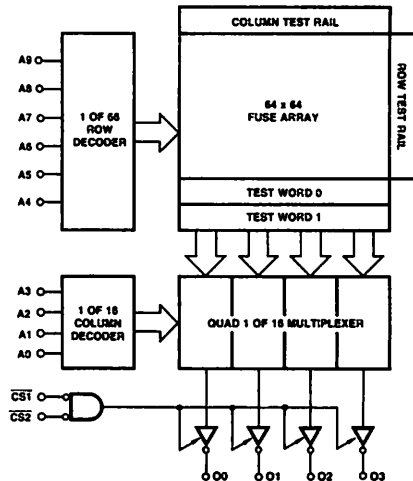 COLUMN TEST RAIL
A9
A8
A7
A6
A5
A4
1 OF 66
ROW
DECODER
64 x 64
FUSE ARRAY
ROW TEST RAIL
TEST WORD 0
TEST WORD 1
A3
A2
A1
A0
1 OF 16
COLUMN
DECODER
QUAD 1 OF 16 MULTIPLEXER
CS1
CS2
O0
O1
O2
O3